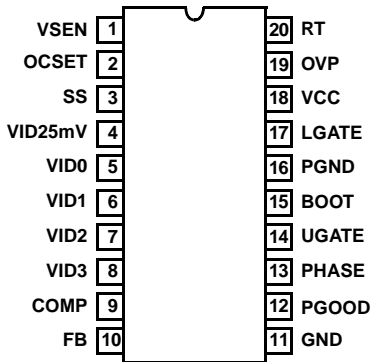 VSEN 1 20 RT
OCSET 2 19 OVP
SS 3 18 VCC
VID25mV 4 17 LGATE
VID0 5 16 PGND
VID1 6 15 BOOT
VID2 7 14 UGATE
VID3 8 13 PHASE
COMP 9 12 PGOOD
FB 10 11 GND